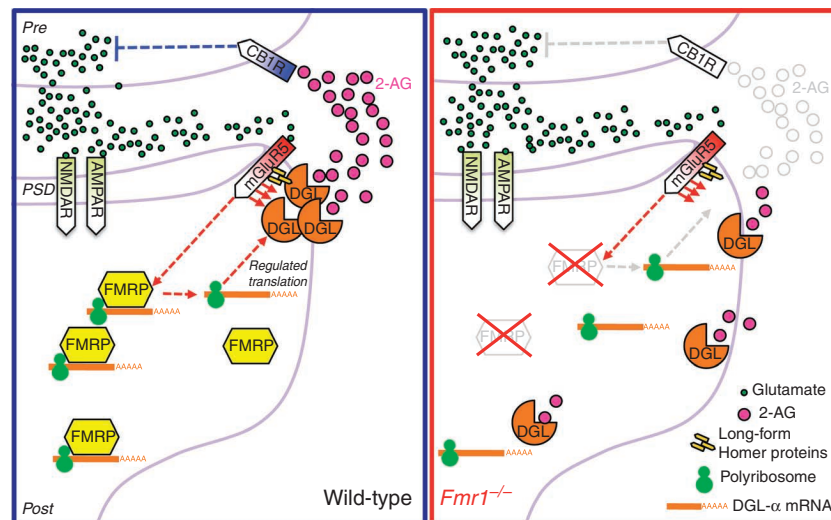 Pre
CB1R
2-AG
mGluR5
PSD
NMDAR
AMPAR
DGL
DGL
DGL
Regulated
translation
FMRP
AAAAA
AAAAA
FMRP
AAAAA
FMRP
FMRP
AAAAA
Post
Wild-type
CB1R
2-AG
mGluR5
NMDAR
AMPAR
DGL
FMRP
AAAAA
AAAAA
FMRP
DGL
DGL
AAAAA
Fmr1–/–
Glutamate
2-AG
Long-form
Homer proteins
Polyribosome
AAAAA
DGL-α mRNA